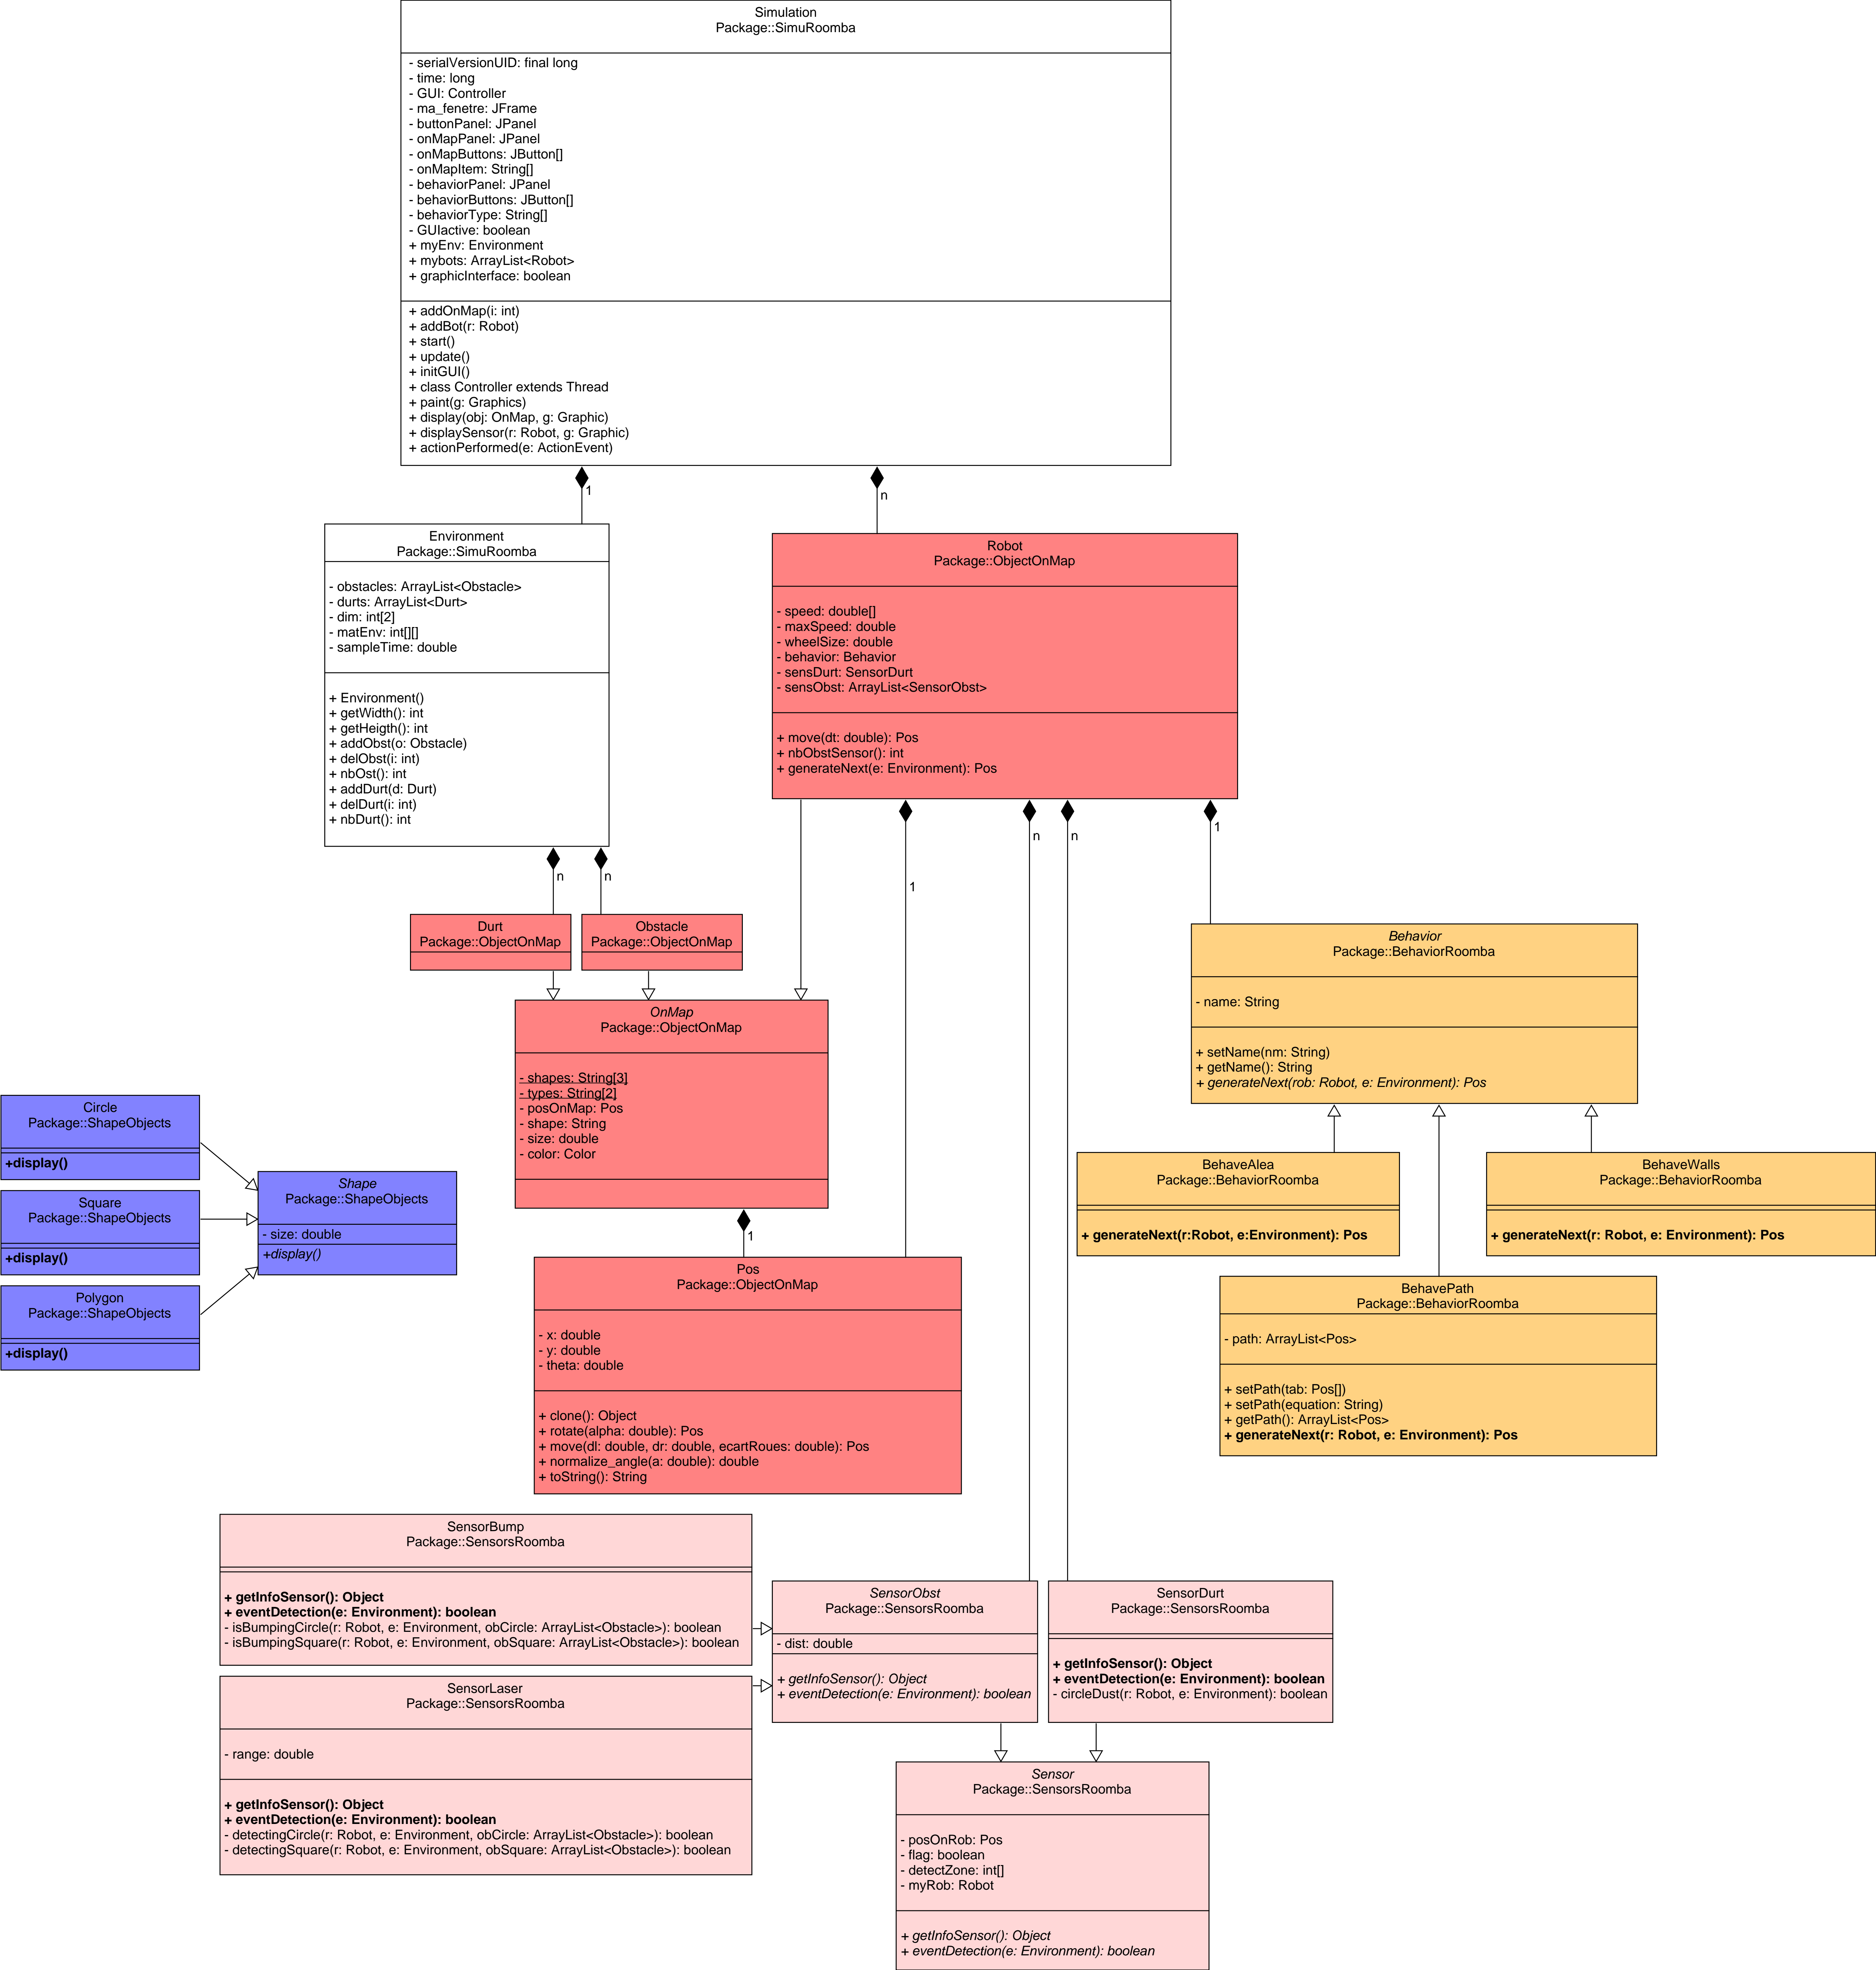 Simulation
Package::SimuRoomba
- serialVersionUID: final long
- time: long
- GUI: Controller
- ma_fenetre: JFrame
- buttonPanel: JPanel
- onMapPanel: JPanel
- onMapButtons: JButton[]
- onMapItem: String[]
- behaviorPanel: JPanel
- behaviorButtons: JButton[]
- behaviorType: String[]
- GUIactive: boolean
+ myEnv: Environment
+ mybots: ArrayList<Robot>
+ graphicInterface: boolean
+ addOnMap(i: int)
+ addBot(r: Robot)
+ start()
+ update()
+ initGUI()
+ class Controller extends Thread
+ paint(g: Graphics)
+ display(obj: OnMap, g: Graphic)
+ displaySensor(r: Robot, g: Graphic)
+ actionPerformed(e: ActionEvent)
1
n
Environment
Package::SimuRoomba
- obstacles: ArrayList<Obstacle>
- durts: ArrayList<Durt>
- dim: int[2]
- matEnv: int[][]
- sampleTime: double
+ Environment()
+ getWidth(): int
+ getHeigth(): int
+ addObst(o: Obstacle)
+ delObst(i: int)
+ nbOst(): int
+ addDurt(d: Durt)
+ delDurt(i: int)
+ nbDurt(): int
n
n
Robot
Package::ObjectOnMap
- speed: double[]
- maxSpeed: double
- wheelSize: double
- behavior: Behavior
- sensDurt: SensorDurt
- sensObst: ArrayList<SensorObst>
+ move(dt: double): Pos
+ nbObstSensor(): int
+ generateNext(e: Environment): Pos
1
n
n
1
Durt
Package::ObjectOnMap
Obstacle
Package::ObjectOnMap
Behavior
Package::BehaviorRoomba
- name: String
+ setName(nm: String)
+ getName(): String
+ generateNext(rob: Robot, e: Environment): Pos
OnMap
Package::ObjectOnMap
- shapes: String[3]
- types: String[2]
- posOnMap: Pos
- shape: String
- size: double
- color: Color
1
Circle
Package::ShapeObjects
+display()
Square
Package::ShapeObjects
+display()
Polygon
Package::ShapeObjects
+display()
Shape
Package::ShapeObjects
- size: double
+display()
BehaveAlea
Package::BehaviorRoomba
+ generateNext(r:Robot, e:Environment): Pos
BehaveWalls
Package::BehaviorRoomba
+ generateNext(r: Robot, e: Environment): Pos
Pos
Package::ObjectOnMap
- x: double
- y: double
- theta: double
+ clone(): Object
+ rotate(alpha: double): Pos
+ move(dl: double, dr: double, ecartRoues: double): Pos
+ normalize_angle(a: double): double
+ toString(): String
BehavePath
Package::BehaviorRoomba
- path: ArrayList<Pos>
+ setPath(tab: Pos[])
+ setPath(equation: String)
+ getPath(): ArrayList<Pos>
+ generateNext(r: Robot, e: Environment): Pos
SensorBump
Package::SensorsRoomba
+ getInfoSensor(): Object
+ eventDetection(e: Environment): boolean
- isBumpingCircle(r: Robot, e: Environment, obCircle: ArrayList<Obstacle>): boolean
- isBumpingSquare(r: Robot, e: Environment, obSquare: ArrayList<Obstacle>): boolean
SensorObst
Package::SensorsRoomba
- dist: double
+ getInfoSensor(): Object
+ eventDetection(e: Environment): boolean
SensorDurt
Package::SensorsRoomba
+ getInfoSensor(): Object
+ eventDetection(e: Environment): boolean
- circleDust(r: Robot, e: Environment): boolean
SensorLaser
Package::SensorsRoomba
- range: double
+ getInfoSensor(): Object
+ eventDetection(e: Environment): boolean
- detectingCircle(r: Robot, e: Environment, obCircle: ArrayList<Obstacle>): boolean
- detectingSquare(r: Robot, e: Environment, obSquare: ArrayList<Obstacle>): boolean
Sensor
Package::SensorsRoomba
- posOnRob: Pos
- flag: boolean
- detectZone: int[]
- myRob: Robot
+ getInfoSensor(): Object
+ eventDetection(e: Environment): boolean